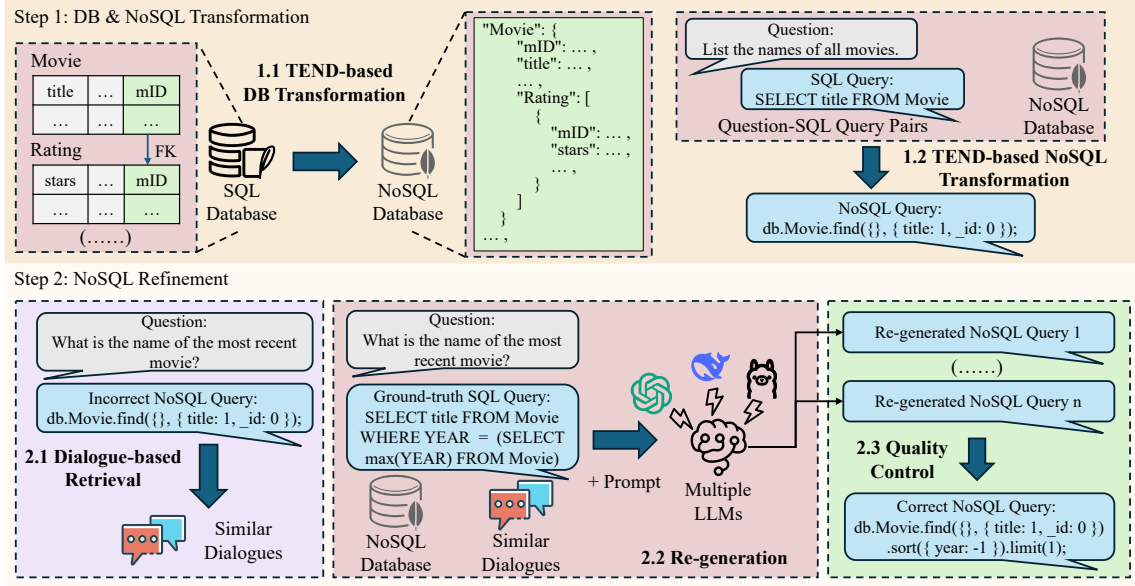 Step 1: DB & NoSQL Transformation
Movie
title
…
mID
…
…
…
FK
Rating
stars
…
mID
…
…
…
(……)
SQL
Database
1.1 TEND-based
DB Transformation
NoSQL
Database
"Movie": {
"mID": … ,
"title": … ,
… ,
"Rating": [
{
"mID": … ,
"stars": … ,
… ,
}
]
}
… ,
Question:
List the names of all movies.
SQL Query:
SELECT title FROM Movie
Question-SQL Query Pairs
NoSQL
Database
1.2 TEND-based NoSQL
Transformation
NoSQL Query:
db.Movie.find({}, { title: 1, _id: 0 });
Step 2: NoSQL Refinement
Question:
What is the name of the most recent
movie?
Incorrect NoSQL Query:
db.Movie.find({}, { title: 1, _id: 0 });
2.1 Dialogue-based
Retrieval
Similar
Dialogues
Question:
What is the name of the most
recent movie?
Ground-truth SQL Query:
SELECT title FROM Movie
WHERE YEAR = (SELECT
max(YEAR) FROM Movie)
NoSQL
Database
Similar
Dialogues
+ Prompt
Multiple
LLMs
2.2 Re-generation
Re-generated NoSQL Query 1
(……)
Re-generated NoSQL Query n
2.3 Quality
Control
Correct NoSQL Query:
db.Movie.find({}, { title: 1, _id: 0 })
.sort({ year: -1 }).limit(1);